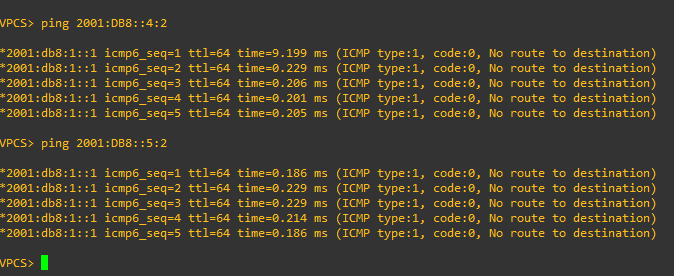 VPCS> ping 2001:DB8::4:2
*2001:db8:1::1 icmp6_seq=1 ttl=64 time=9.199 ms (ICMP type:1, code:0, No route to destination)
*2001:db8:1::1 icmp6_seq=2 ttl=64 time=0.229 ms (ICMP type:1, code:0, No route to destination)
*2001:db8:1::1 icmp6_seq=3 ttl=64 time=0.206 ms (ICMP type:1, code:0, No route to destination)
*2001:db8:1::1 icmp6_seq=4 ttl=64 time=0.201 ms (ICMP type:1, code:0, No route to destination)
*2001:db8:1::1 icmp6_seq=5 ttl=64 time=0.205 ms (ICMP type:1, code:0, No route to destination)
VPCS> ping 2001:DB8::5:2
*2001:db8:1::1 icmp6_seq=1 ttl=64 time=0.186 ms (ICMP type:1, code:0, No route to destination)
*2001:db8:1::1 icmp6_seq=2 ttl=64 time=0.229 ms (ICMP type:1, code:0, No route to destination)
*2001:db8:1::1 icmp6_seq=3 ttl=64 time=0.229 ms (ICMP type:1, code:0, No route to destination)
*2001:db8:1::1 icmp6_seq=4 ttl=64 time=0.214 ms (ICMP type:1, code:0, No route to destination)
*2001:db8:1::1 icmp6_seq=5 ttl=64 time=0.186 ms (ICMP type:1, code:0, No route to destination)
VPCS>